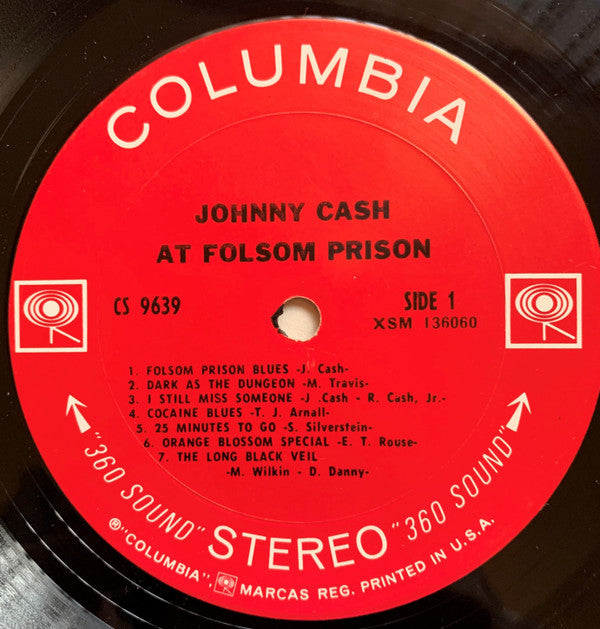 COLUMBIA
JOHNNY CASH
AT FOLSOM PRISON
CS 9639
SIDE 1
XSM 136060
1. FOLSOM PRISON BLUES -J. Cash-
2. DARK AS THE DUNGEON -M. Travis-
3. I STILL MISS SOMEONE -J .Cash - R. Cash, Jr.-
4. COCAINE BLUES -T. J. Arnall-
5. 25 MINUTES TO GO -S. Silverstein-
6. ORANGE BLOSSOM SPECIAL -E. T. Rouse-
7. THE LONG BLACK VEIL
-M. Wilkin - D. Danny-
"360 SOUND" STEREO "360 SOUND"
®"COLUMBIA", MARCAS REG. PRINTED IN U.S.A.